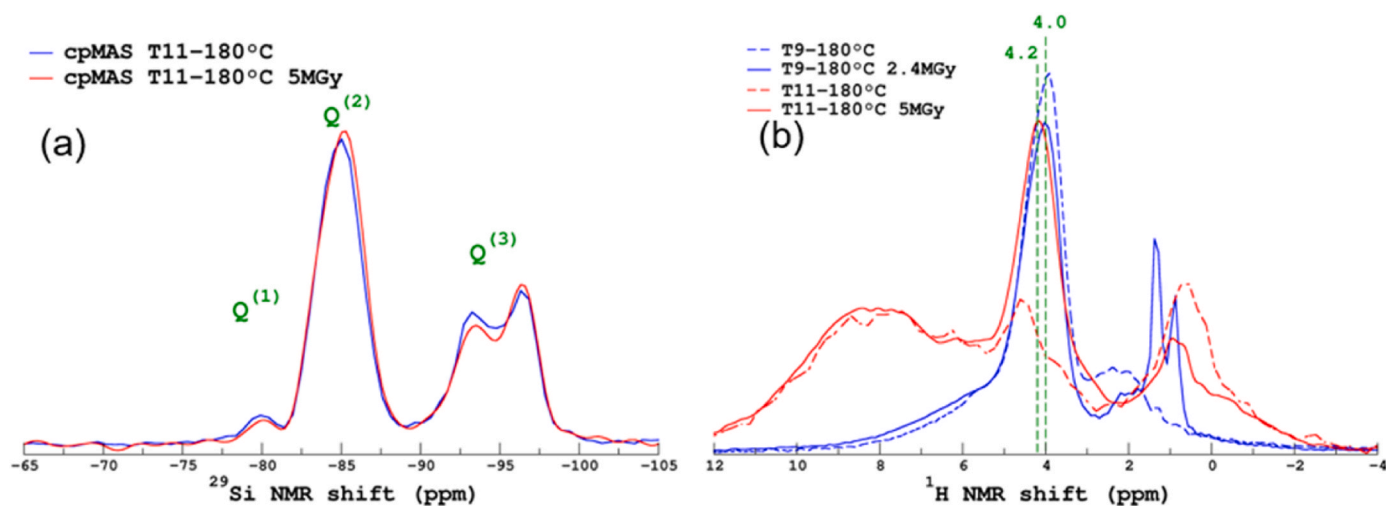 cpMAS T11-180°C
cpMAS T11-180°C 5MGy
(a)
Q(1)
Q(2)
Q(3)
-65 -70 -75 -80 -85 -90 -95 -100 -105
29Si NMR shift (ppm)
T9-180°C
T9-180°C 2.4MGy
T11-180°C
T11-180°C 5MGy
(b)
4.2
4.0
12 10 8 6 4 2 0 -2 -4
1H NMR shift (ppm)